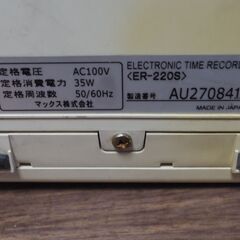 定格電圧 AC100V
定格消費電力 35W
定格周波数 50/60Hz
マックス株式会社
ELECTRONIC TIME RECORD
<ER-220S>
製造番号 AU270841
MADE IN JAPA